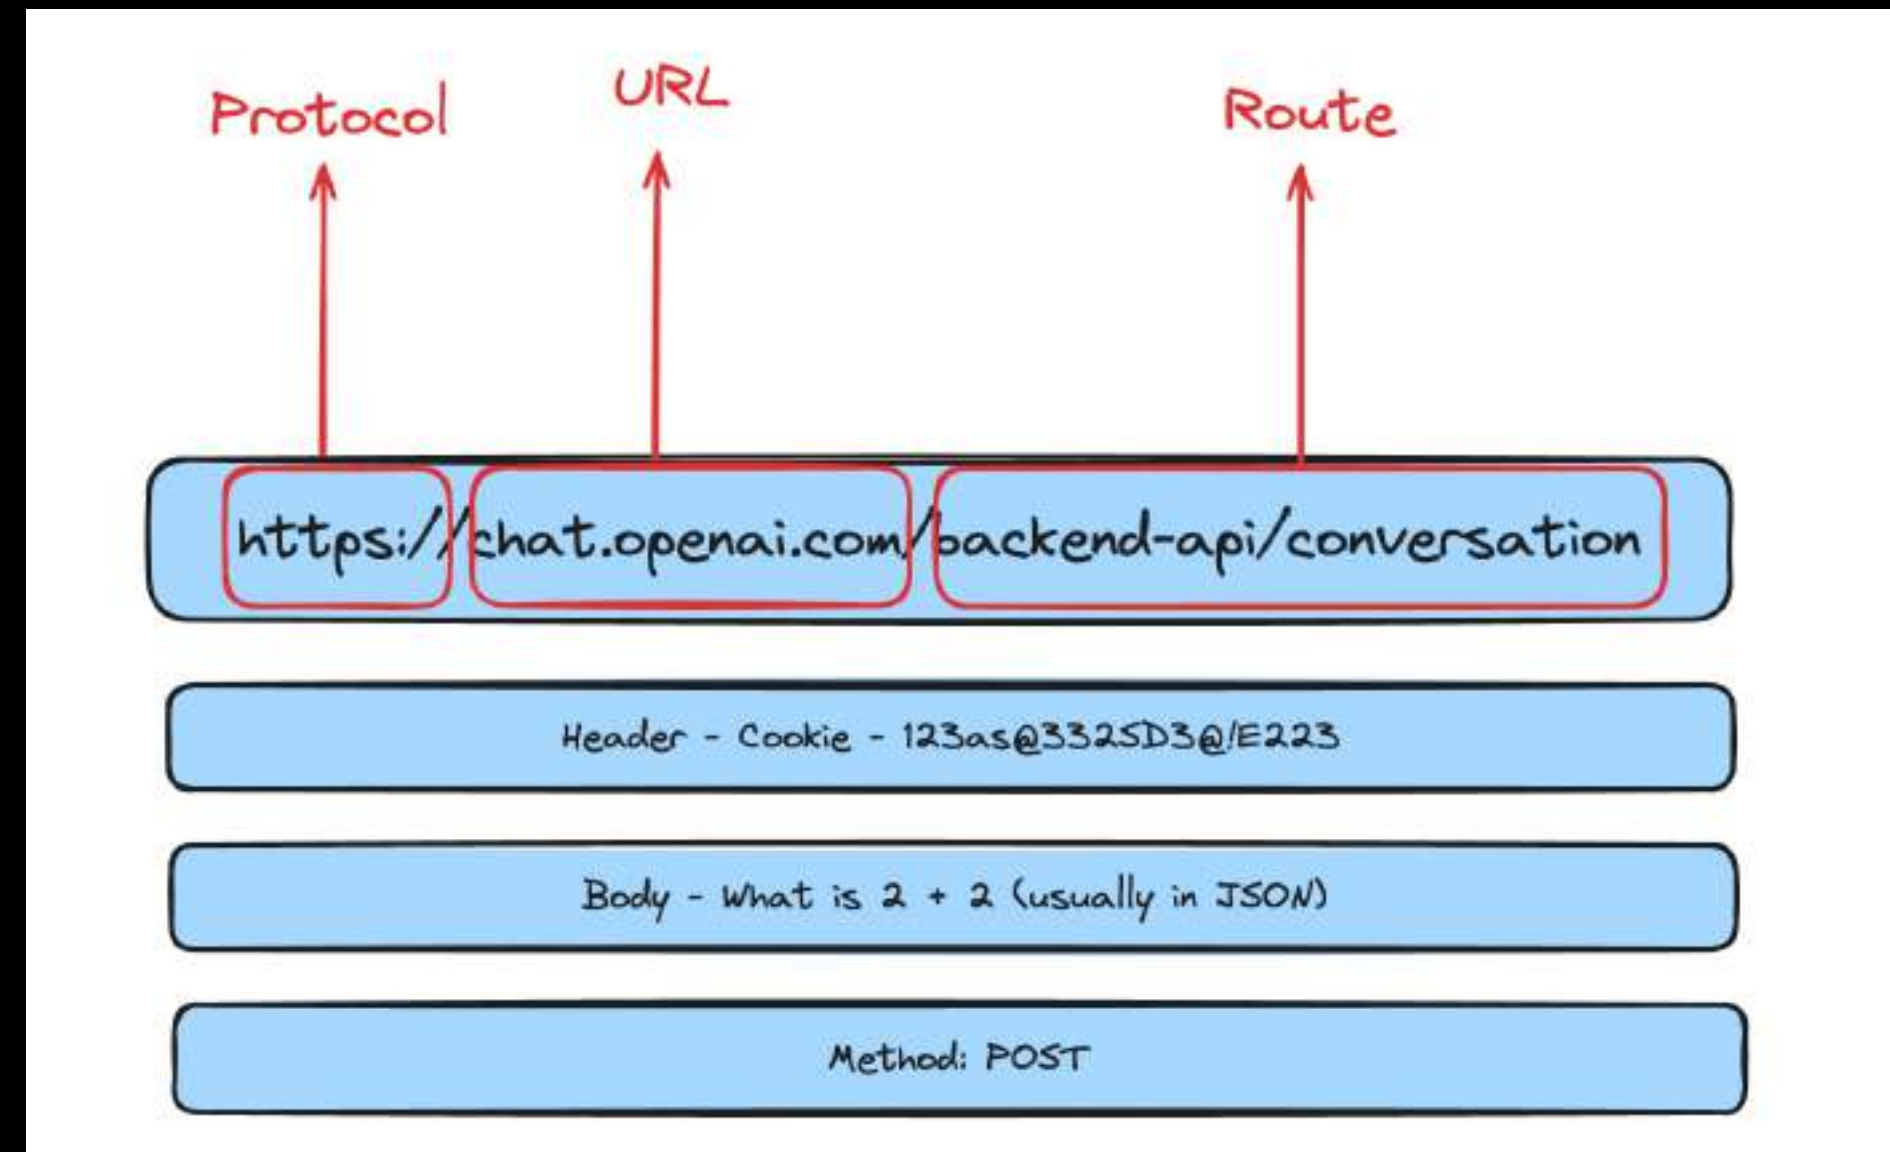 Protocol
URL
Route
https://chat.openai.com/backend-api/conversation
Header - Cookie - 123as@3325D3@!E223
Body - What is 2 + 2 (usually in JSON)
Method: POST